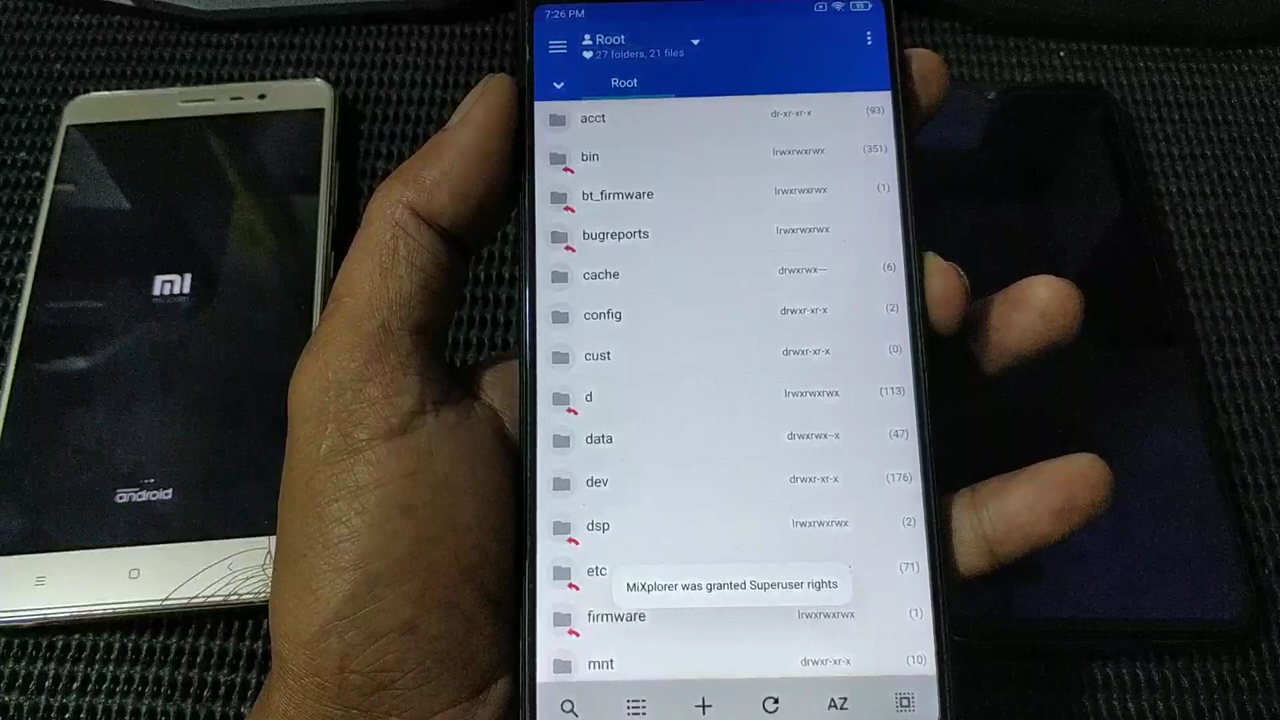 7:26 PM
Root
27 folders, 21 files
Root
acct dr-xr-xr-x (93)
bin lrwxrwxrwx (351)
bt_firmware lrwxrwxrwx (1)
bugreports lrwxrwxrwx
cache drwxrwx--- (6)
config drwxr-xr-x (2)
cust drwxr-xr-x (0)
d lrwxrwxrwx (113)
data drwxrwx--x (47)
dev drwxr-xr-x (176)
dsp lrwxrwxrwx (2)
etc (71)
MiXplorer was granted Superuser rights
firmware lrwxrwxrwx (1)
mnt drwxr-xr-x (10)
AZ
mi
android